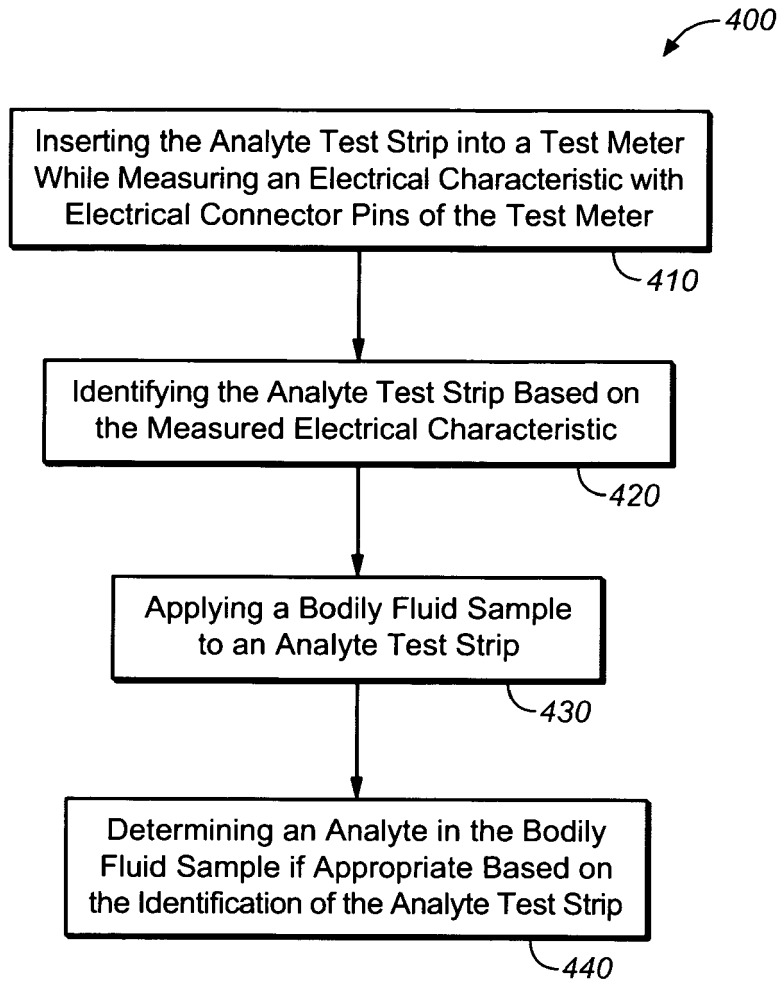 400
Inserting the Analyte Test Strip into a Test Meter
While Measuring an Electrical Characteristic with
Electrical Connector Pins of the Test Meter
410
Identifying the Analyte Test Strip Based on
the Measured Electrical Characteristic
420
Applying a Bodily Fluid Sample
to an Analyte Test Strip
430
Determining an Analyte in the Bodily
Fluid Sample if Appropriate Based on
the Identification of the Analyte Test Strip
440